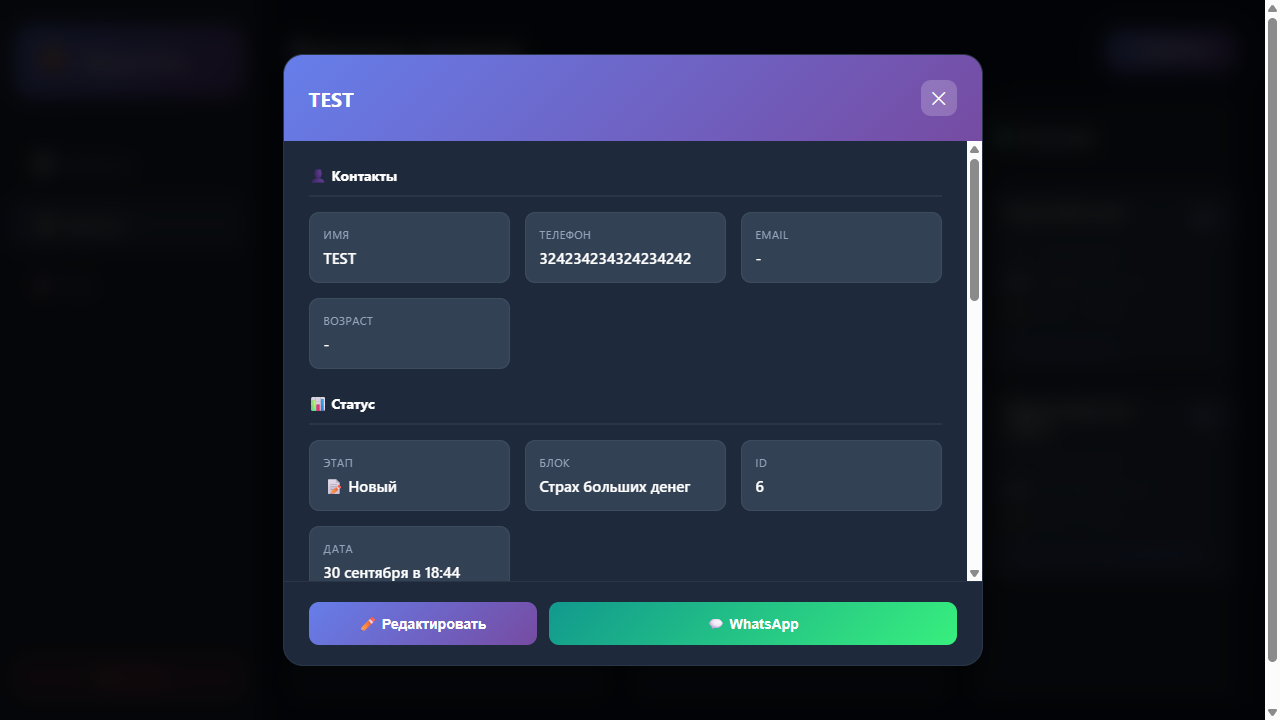 TEST
Контакты
ИМЯ
TEST
ТЕЛЕФОН
324234234324234242
EMAIL
-
ВОЗРАСТ
-
Статус
ЭТАП
Новый
БЛОК
Страх больших денег
ID
6
ДАТА
30 сентября в 18:44
Редактировать
WhatsApp